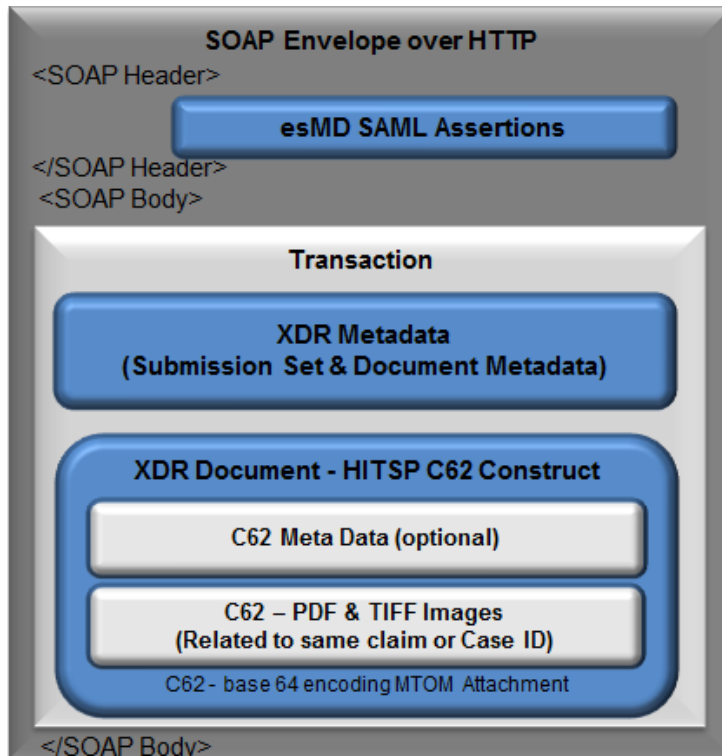 SOAP Envelope over HTTP
<SOAP Header>
esMD SAML Assertions
</SOAP Header>
<SOAP Body>
Transaction
XDR Metadata
(Submission Set & Document Metadata)
XDR Document - HITSP C62 Construct
C62 Meta Data (optional)
C62 – PDF & TIFF Images
(Related to same claim or Case ID)
C62 - base 64 encoding MTOM Attachment
</SOAP Body>